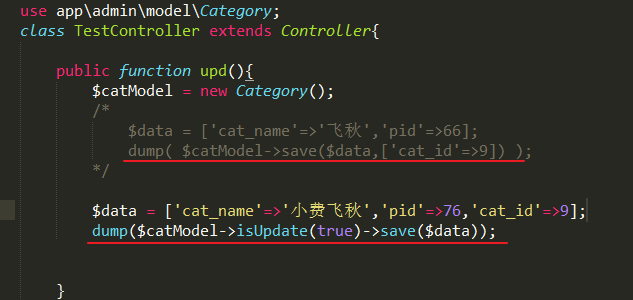 use app\admin\model\Category;
class TestController extends Controller{
public function upd(){
$catModel = new Category();
/*
$data = ['cat_name'=>'飞秋','pid'=>66];
dump( $catModel->save($data,['cat_id'=>9]) );
*/
$data = ['cat_name'=>'小费飞秋','pid'=>76,'cat_id'=>9];
dump($catModel->isUpdate(true)->save($data));
}